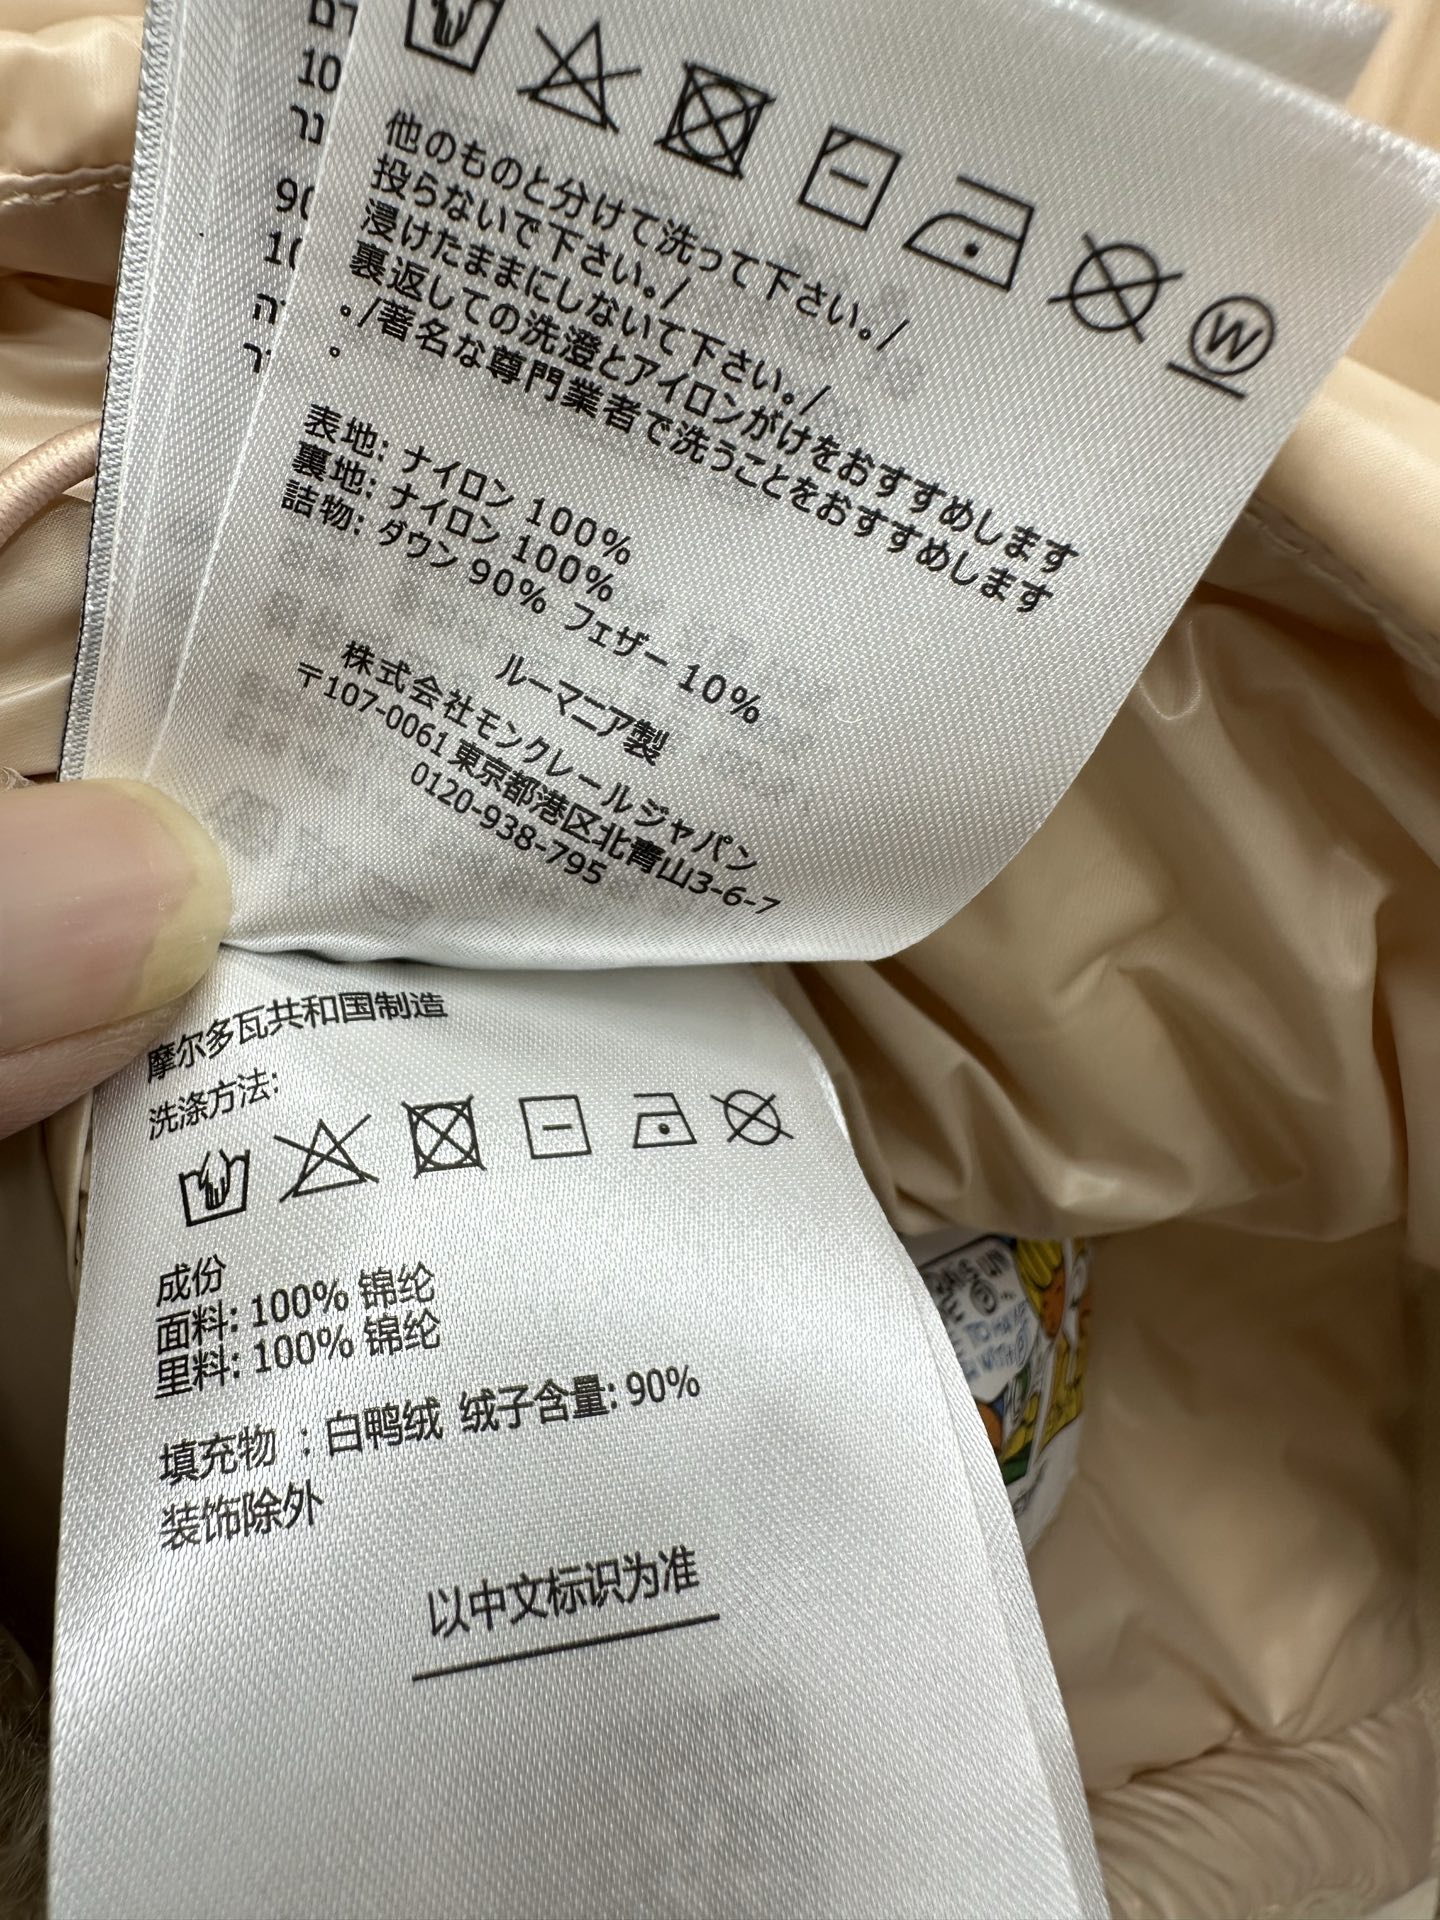 10
90
10
他のものと分けて洗って下さい。/
投らないで下さい。/
浸けたままにしないて下さい。/
裏返しての洗澄とアイロンがけをおすすめします
。/著名な尊門業者で洗うことをおすすめします
。
表地: ナイロン 100%
裏地: ナイロン 100%
詰物: ダウン 90% フェザー 10%
ルーマニア製
株式会社モンクレールジャパン
〒107-0061 東京都港区北青山3-6-7
0120-938-795
W
摩尔多瓦共和国制造
洗涤方法:
成份
面料: 100% 锦纶
里料: 100% 锦纶
填充物 : 白鸭绒 绒子含量: 90%
装饰除外
以中文标识为准